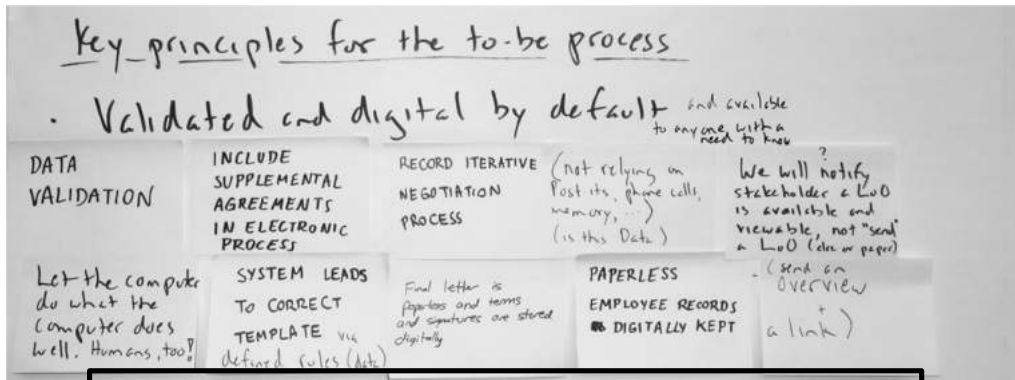 Key principles for the to-be process
· Validated and digital by default and available
to anyone, with a
need to know
DATA
VALIDATION
INCLUDE
SUPPLEMENTAL
AGREEMENTS
IN ELECTRONIC
PROCESS
RECORD ITERATIVE
NEGOTIATION
PROCESS
(not relying on
Post its, phone calls,
memory, ...)
(is this Data)
?
We will notify
stakeholder a LoO
is available and
viewable, not "send"
a LoO (elec or paper)
Let the computer
do what the
computer does
well. Humans, too!
SYSTEM LEADS
TO CORRECT
TEMPLATE via
defined rules (data)
Final letter is
paperless and terms
and signatures are stored
digitally
PAPERLESS
EMPLOYEE RECORDS
DIGITALLY KEPT
(send an
overview
+
a link)